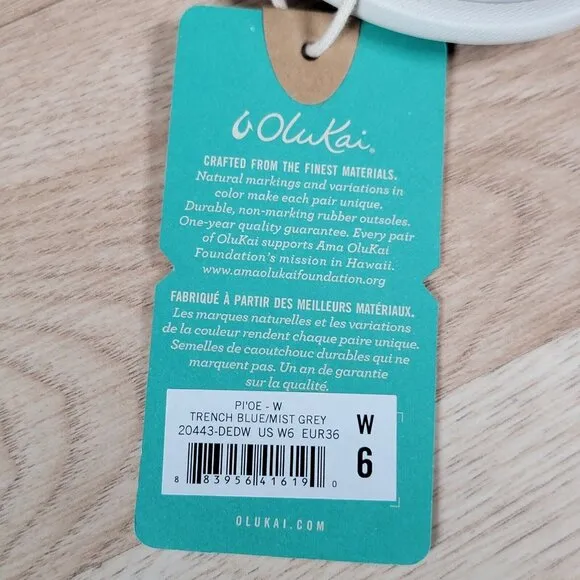 OluKai®
CRAFTED FROM THE FINEST MATERIALS.
Natural markings and variations in
color make each pair unique.
Durable, non-marking rubber outsoles.
One-year quality guarantee. Every pair
of OluKai supports Ama OluKai
Foundation's mission in Hawaii.
www.amaolukaifoundation.org
FABRIQUÉ À PARTIR DES MEILLEURS MATÉRIAUX.
Les marques naturelles et les variations
de la couleur rendent chaque paire unique.
Semelles de caoutchouc durables qui ne
marquent pas. Un an de garantie
sur la qualité.
PI'OE - W
TRENCH BLUE/MIST GREY
20443-DEDW US W6 EUR36
W
6
8 83956 41619 0
OLUKAI.COM